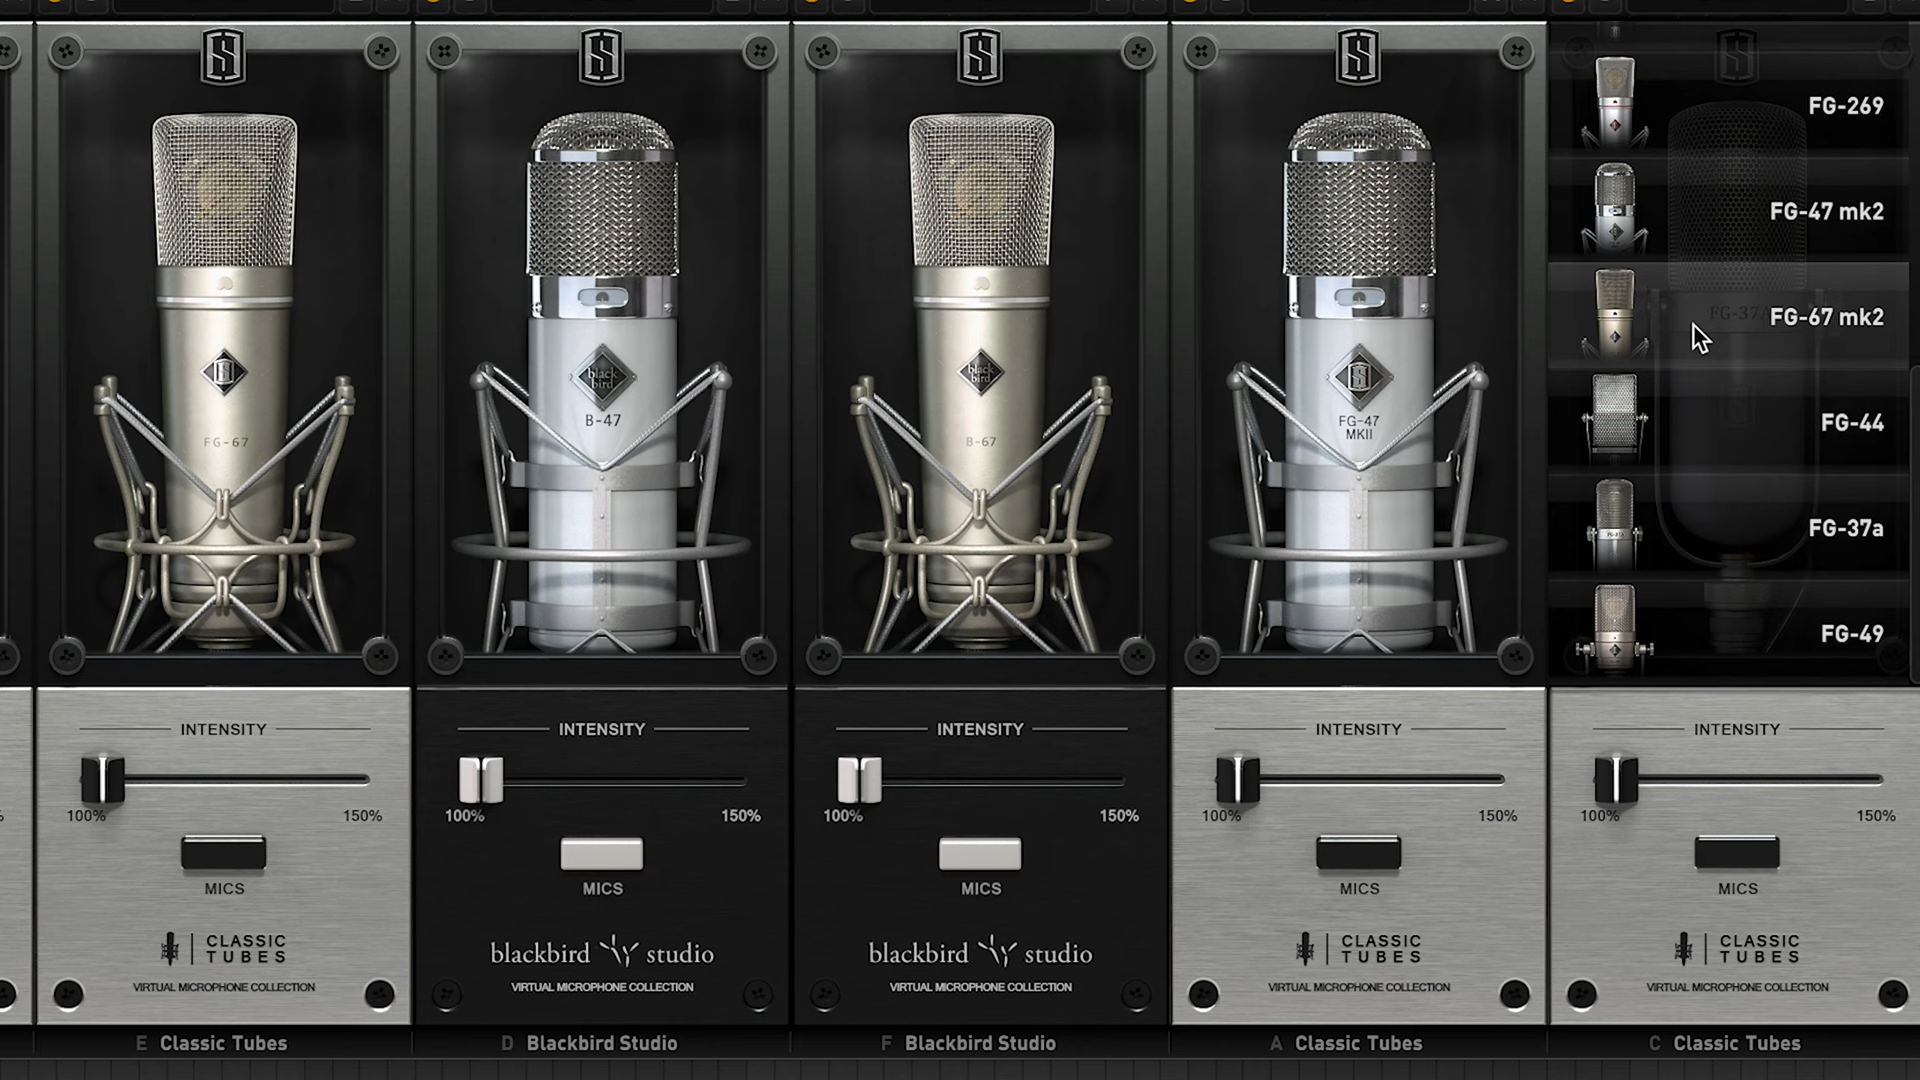 FG-67
INTENSITY
100%
150%
MICS
CLASSIC
TUBES
VIRTUAL MICROPHONE COLLECTION
E Classic Tubes
black
bird
B-47
INTENSITY
100%
150%
MICS
blackbird studio
VIRTUAL MICROPHONE COLLECTION
D Blackbird Studio
black
bird
B-67
INTENSITY
100%
150%
MICS
blackbird studio
VIRTUAL MICROPHONE COLLECTION
F Blackbird Studio
FG-47
MKII
INTENSITY
100%
150%
MICS
CLASSIC
TUBES
VIRTUAL MICROPHONE COLLECTION
A Classic Tubes
FG-269
FG-47 mk2
FG-67 mk2
FG-44
FG-37a
FG-49
INTENSITY
100%
150%
MICS
CLASSIC
TUBES
VIRTUAL MICROPHONE COLLECTION
C Classic Tubes